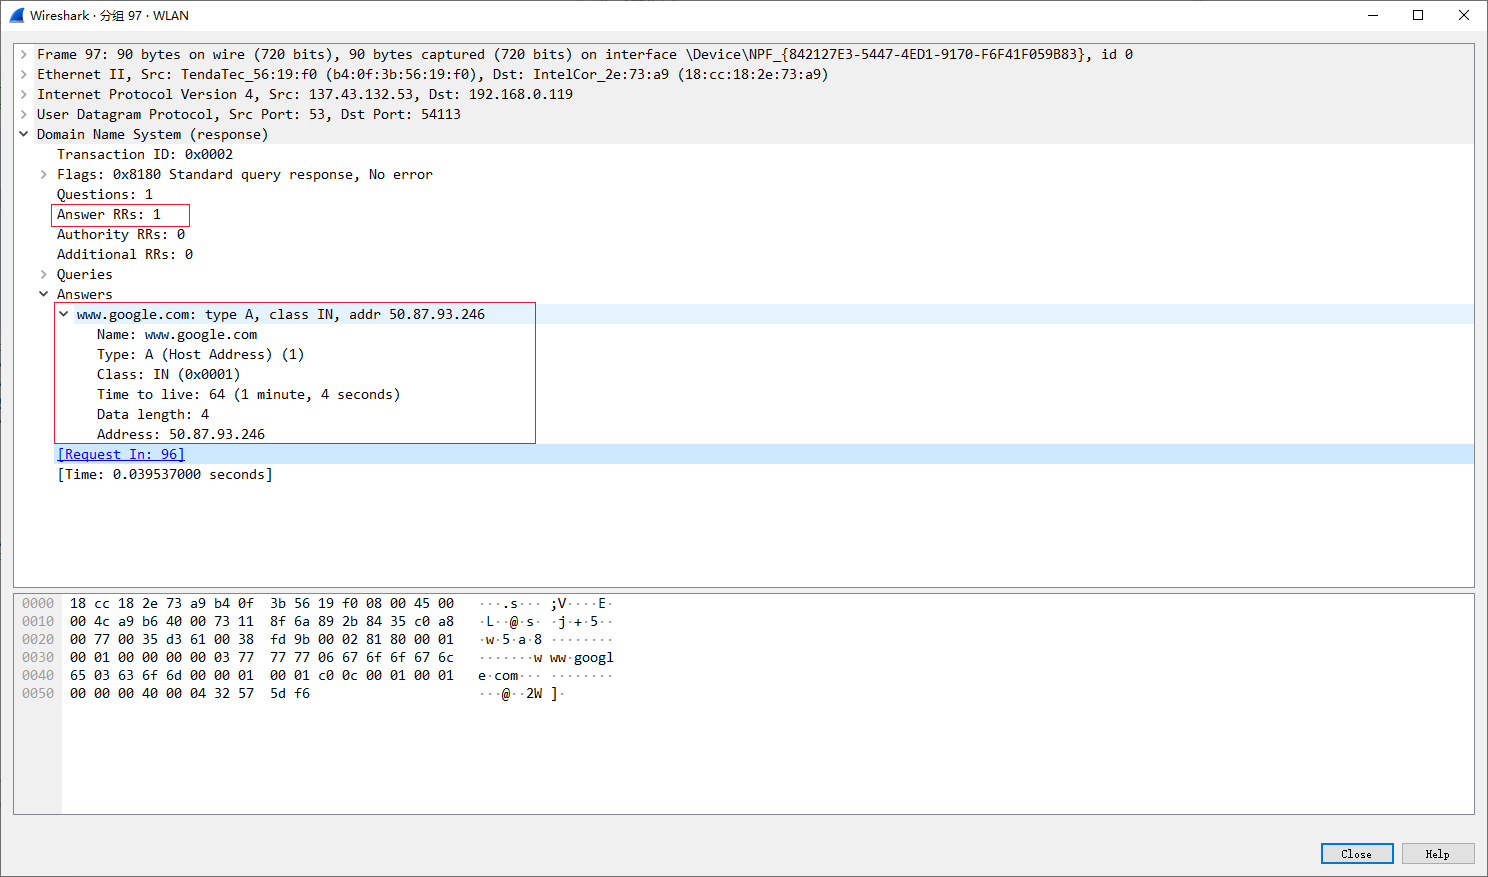 Wireshark · 分组 97 · WLAN
Frame 97: 90 bytes on wire (720 bits), 90 bytes captured (720 bits) on interface \Device\NPF_{842127E3-5447-4ED1-9170-F6F41F059B83}, id 0
Ethernet II, Src: TendaTec_56:19:f0 (b4:0f:3b:56:19:f0), Dst: IntelCor_2e:73:a9 (18:cc:18:2e:73:a9)
Internet Protocol Version 4, Src: 137.43.132.53, Dst: 192.168.0.119
User Datagram Protocol, Src Port: 53, Dst Port: 54113
Domain Name System (response)
Transaction ID: 0x0002
Flags: 0x8180 Standard query response, No error
Questions: 1
Answer RRs: 1
Authority RRs: 0
Additional RRs: 0
Queries
Answers
www.google.com: type A, class IN, addr 50.87.93.246
Name: www.google.com
Type: A (Host Address) (1)
Class: IN (0x0001)
Time to live: 64 (1 minute, 4 seconds)
Data length: 4
Address: 50.87.93.246
[Request In: 96]
[Time: 0.039537000 seconds]
0000 18 cc 18 2e 73 a9 b4 0f 3b 56 19 f0 08 00 45 00 ···.s··· ;V····E·
0010 00 4c a9 b6 40 00 73 11 8f 6a 89 2b 84 35 c0 a8 ·L··@·s· ·j·+·5··
0020 00 77 00 35 d3 61 00 38 fd 9b 00 02 81 80 00 01 ·w·5·a·8 ········
0030 00 01 00 00 00 00 03 77 77 77 06 67 6f 6f 67 6c ·······w ww·googl
0040 65 03 63 6f 6d 00 00 01 00 01 c0 0c 00 01 00 01 e·com··· ········
0050 00 00 00 40 00 04 32 57 5d f6 ···@··2W ]·
Close
Help